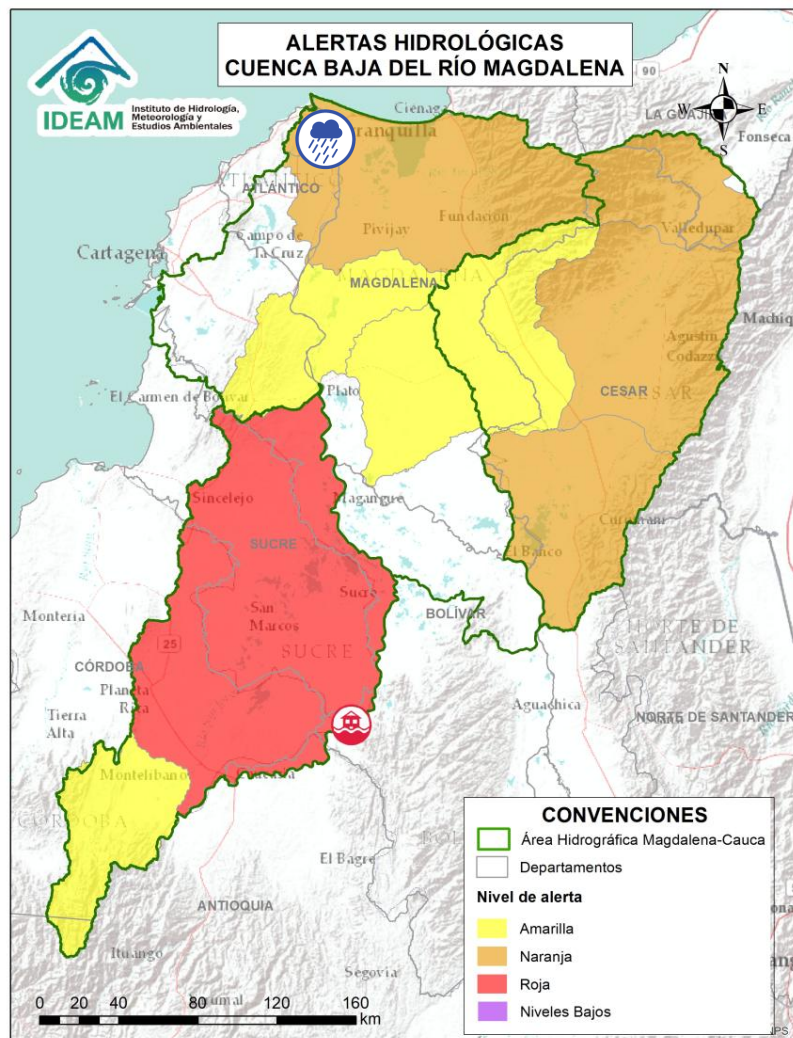 ALERTAS HIDROLÓGICAS
CUENCA BAJA DEL RÍO MAGDALENA
IDEAM
Instituto de Hidrología,
Meteorología y
Estudios Ambientales
90
N
W
E
S
Ciénaga
LA GUAJIRA
Fonseca
ATLÁNTICO
Campo de
La Cruz
Pivijay
Fundación
Valledupar
Cartagena
MAGDALENA
Agustín
Codazzi
CESAR
El Carmen de Bolívar
Plato
Sincelejo
Magangue
SUCRE
El Banco
Sucre
BOLÍVAR
San
Marcos
SUCRE
Montería
25
CÓRDOBA
Planeta
Rica
NORTE DE
SANTANDER
Tierra
Alta
Aguachica
NORTE DE SANTANDER
Montelíbano
El Bagre
ANTIOQUIA
Ituango
Segovia
0 20 40 80 120 160
km
CONVENCIONES
Área Hidrográfica Magdalena-Cauca
Departamentos
Nivel de alerta
Amarilla
Naranja
Roja
Niveles Bajos